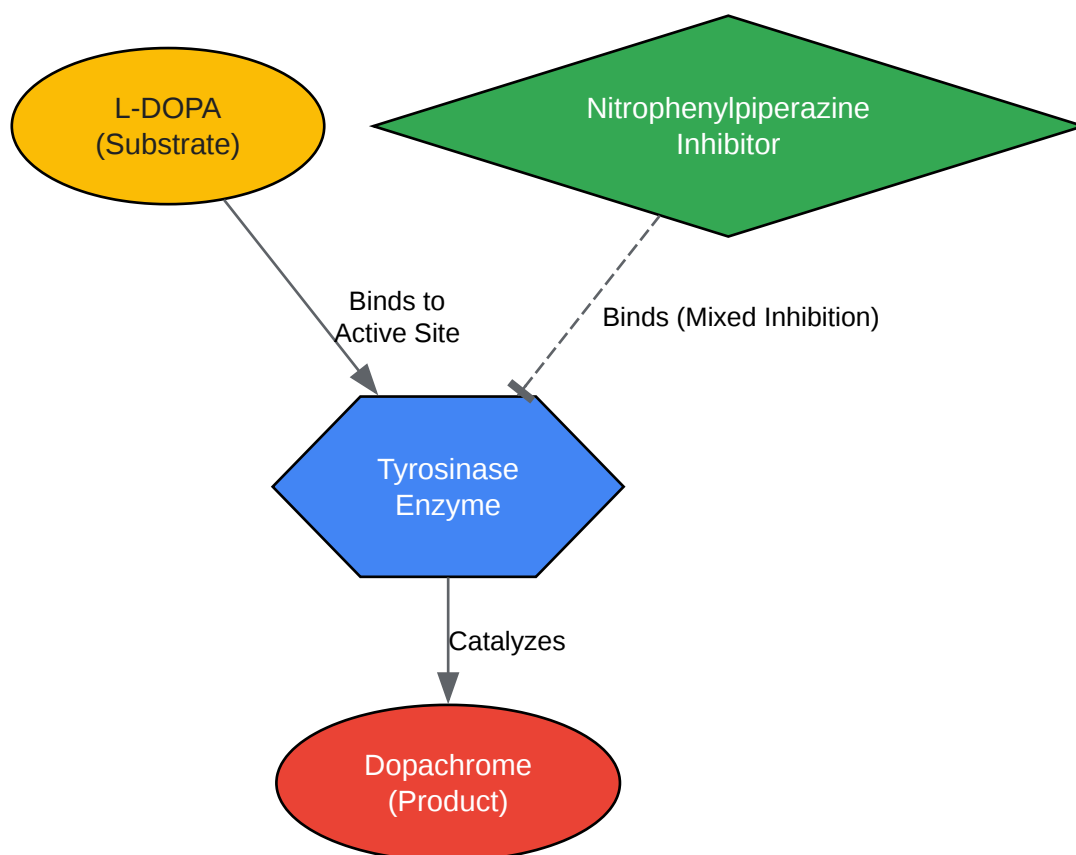 L-DOPA
(Substrate)
Nitrophenylpiperazine
Inhibitor
Binds to
Active Site
Binds (Mixed Inhibition)
Tyrosinase
Enzyme
Catalyzes
Dopachrome
(Product)